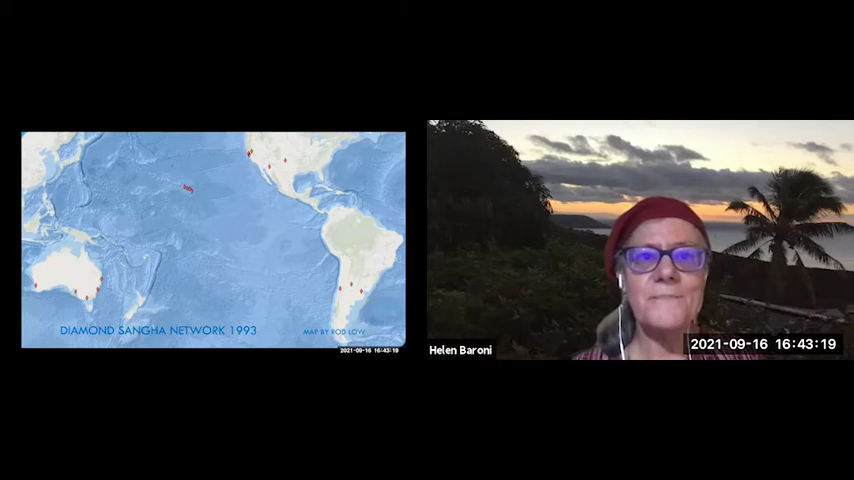 DIAMOND SANGHA NETWORK 1993
MAP BY ROD LOW
2021-09-16 16:43:19
Helen Baroni
2021-09-16 16:43:19